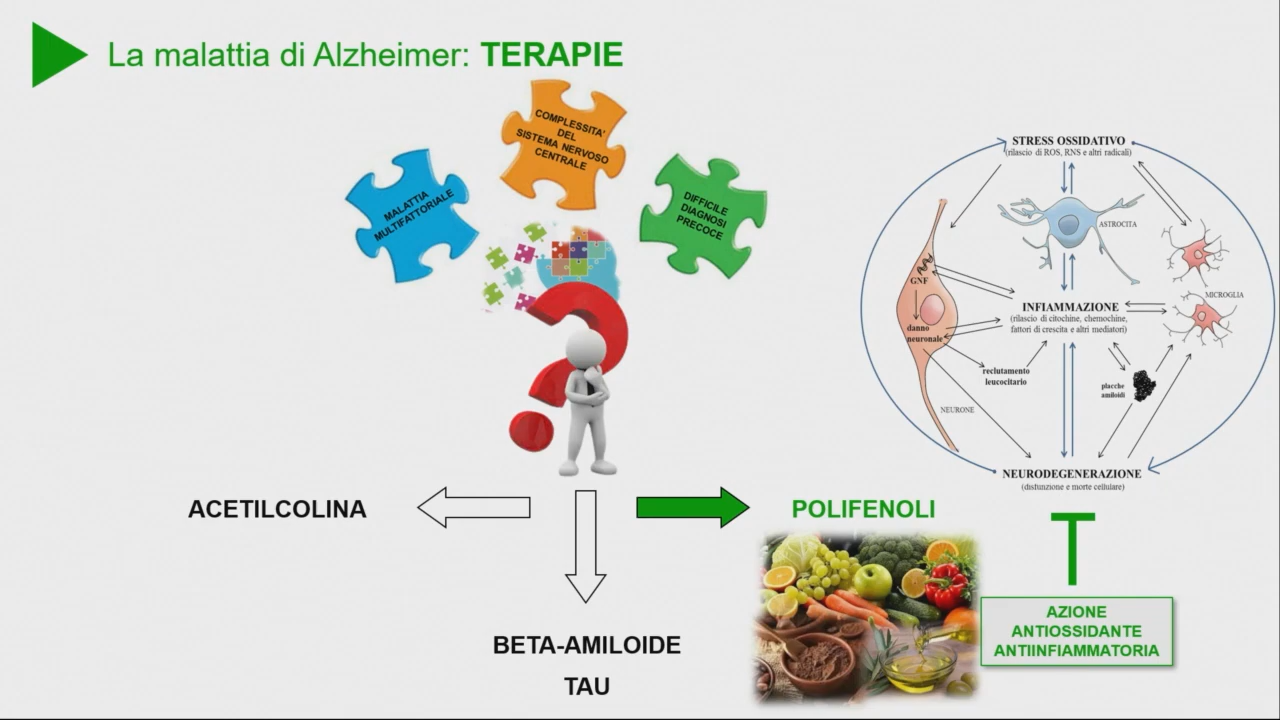 La malattia di Alzheimer: TERAPIE
COMPLESSITA'
DEL
SISTEMA NERVOSO
CENTRALE
MALATTIA
MULTIFATTORIALE
DIFFICILE
DIAGNOSI
PRECOCE
STRESS OSSIDATIVO
(rilascio di ROS, RNS e altri radicali)
ASTROCITA
GNF
MICROGLIA
INFIAMMAZIONE
(rilascio di citochine, chemochine,
fattori di crescita e altri mediatori)
danno
neuronale
reclutamento
leucocitario
placche
amiloidi
NEURONE
NEURODEGENERAZIONE
(disfunzione e morte cellulare)
ACETILCOLINA
POLIFENOLI
BETA-AMILOIDE
TAU
AZIONE
ANTIOSSIDANTE
ANTIINFIAMMATORIA